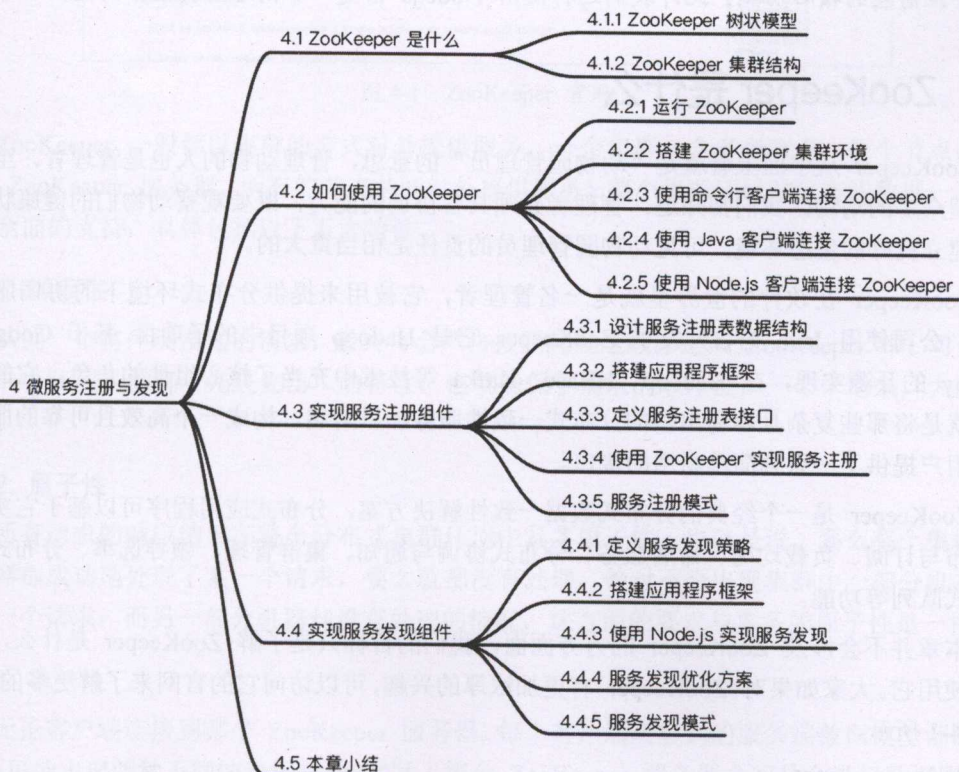 4 微服务注册与发现
4.1 ZooKeeper 是什么
4.1.1 ZooKeeper 树状模型
4.1.2 ZooKeeper 集群结构
4.2 如何使用 ZooKeeper
4.2.1 运行 ZooKeeper
4.2.2 搭建 ZooKeeper 集群环境
4.2.3 使用命令行客户端连接 ZooKeeper
4.2.4 使用 Java 客户端连接 ZooKeeper
4.2.5 使用 Node.js 客户端连接 ZooKeeper
4.3 实现服务注册组件
4.3.1 设计服务注册表数据结构
4.3.2 搭建应用程序框架
4.3.3 定义服务注册表接口
4.3.4 使用 ZooKeeper 实现服务注册
4.3.5 服务注册模式
4.4 实现服务发现组件
4.4.1 定义服务发现策略
4.4.2 搭建应用程序框架
4.4.3 使用 Node.js 实现服务发现
4.4.4 服务发现优化方案
4.4.5 服务发现模式
4.5 本章小结